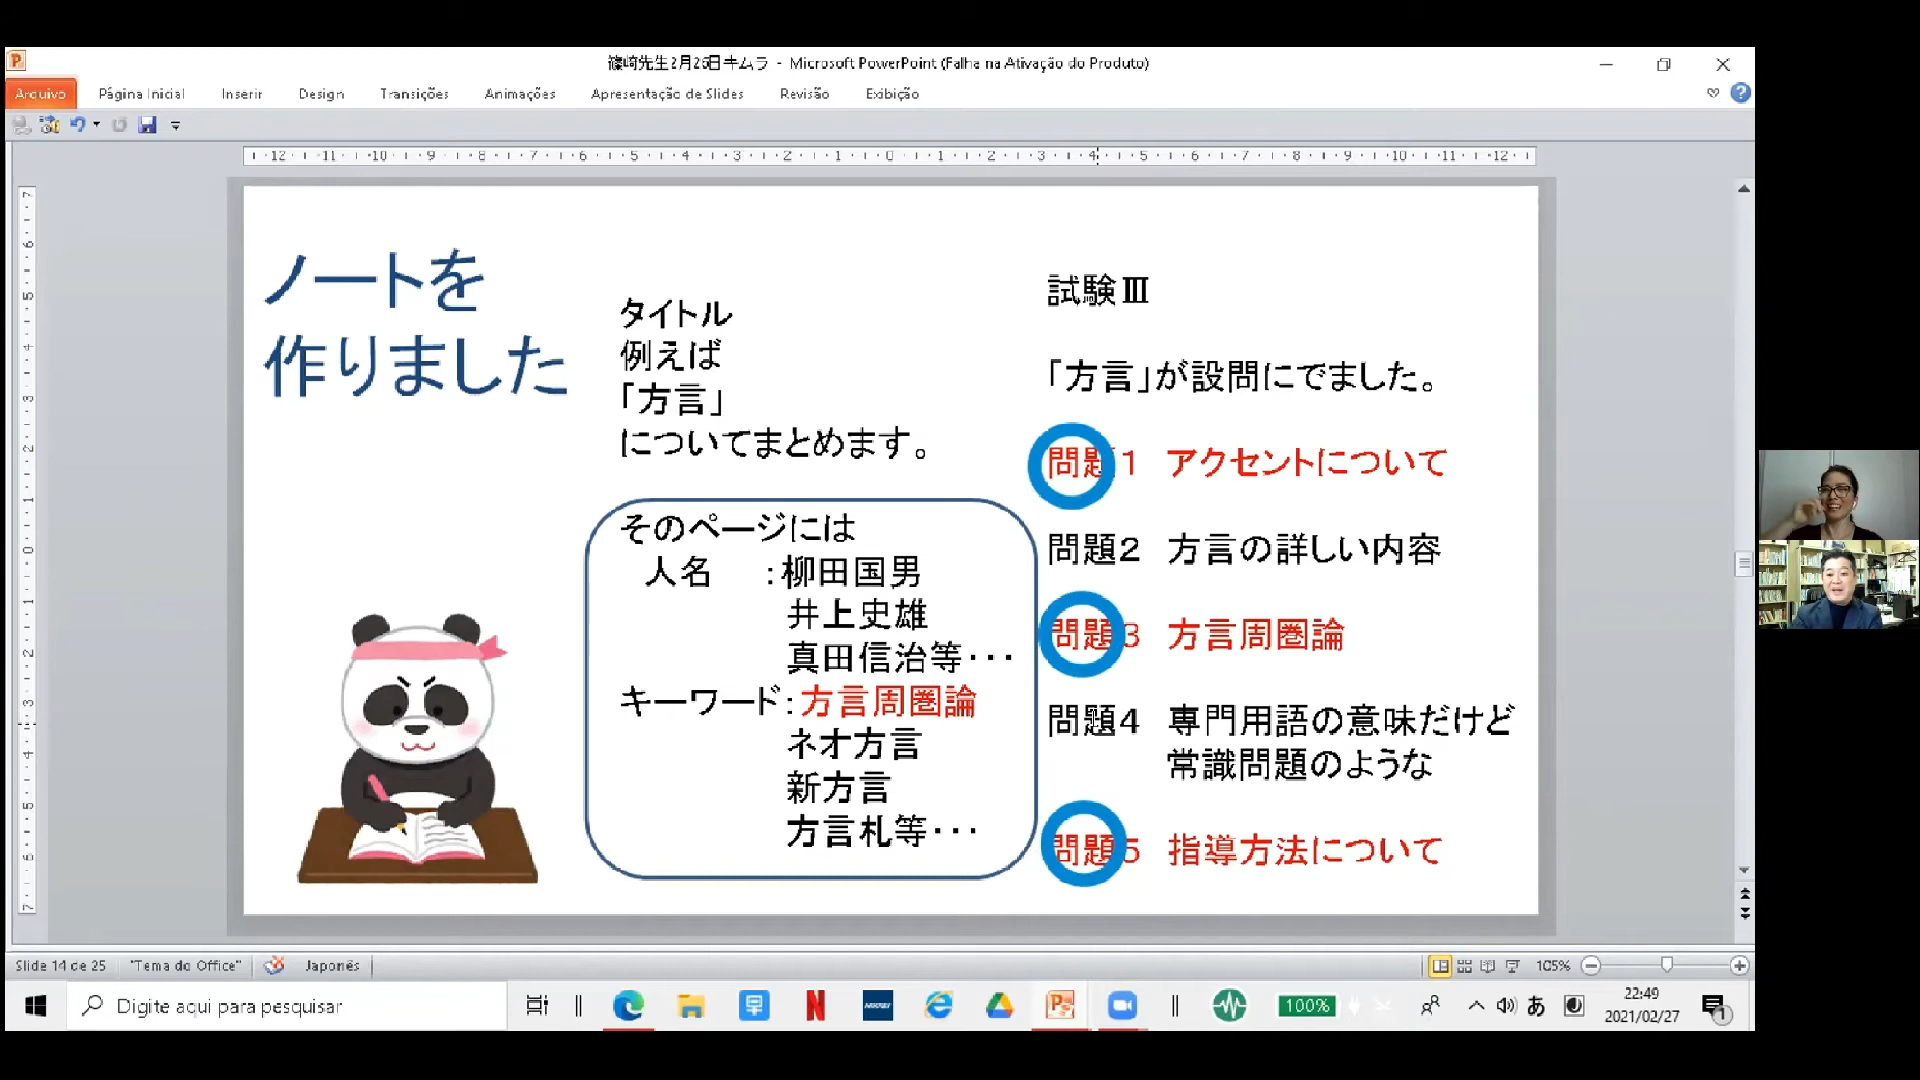 篠崎先生2月26日キムラ - Microsoft PowerPoint (Falha na Ativação do Produto)
Arquivo Página Inicial Inserir Design Transições Animações Apresentação de Slides Revisão Exibição
ノートを
作りました
タイトル
例えば
「方言」
についてまとめます。
そのページには
人名 :柳田国男
井上史雄
真田信治等・・・
キーワード:方言周圏論
ネオ方言
新方言
方言札等・・・
試験Ⅲ
「方言」が設問にでました。
問題1 アクセントについて
問題2 方言の詳しい内容
問題3 方言周圏論
問題4 専門用語の意味だけど
常識問題のような
問題5 指導方法について
Slide 14 de 25 "Tema do Office" Japonês 105%
Digite aqui para pesquisar
100%
あ
22:49
2021/02/27
1